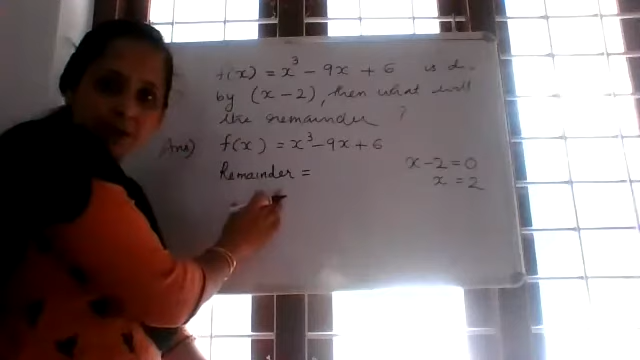 f(x) = x³ - 9x + 6 is d.
by (x - 2), then what will
the remainder ?
Ans) f(x) = x³ - 9x + 6
x - 2 = 0
Remainder =
x = 2